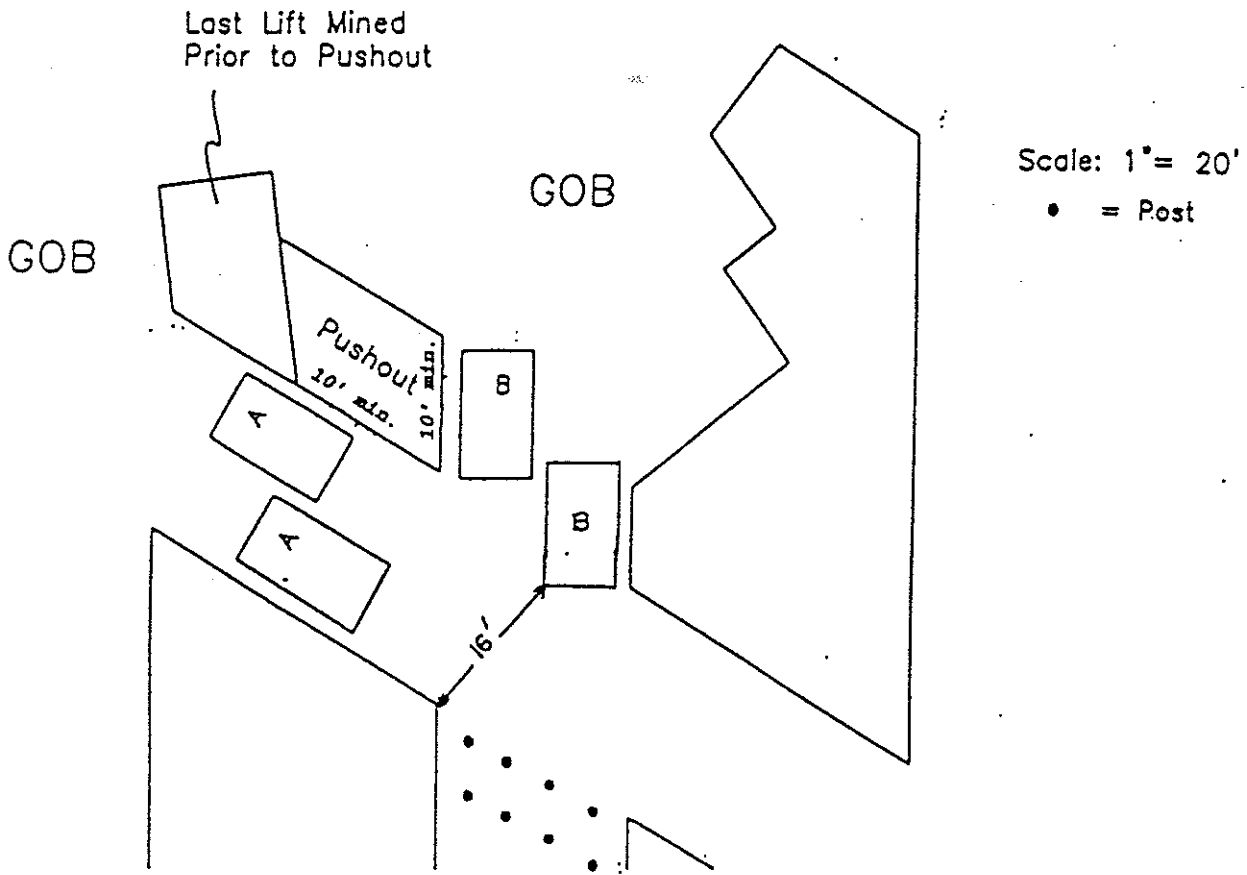 Last Lift Mined
Prior to Pushout
GOB
GOB
Scale: 1"= 20'
• = Post
Pushout
10' min.
10' min.
A
A
B
B
16'